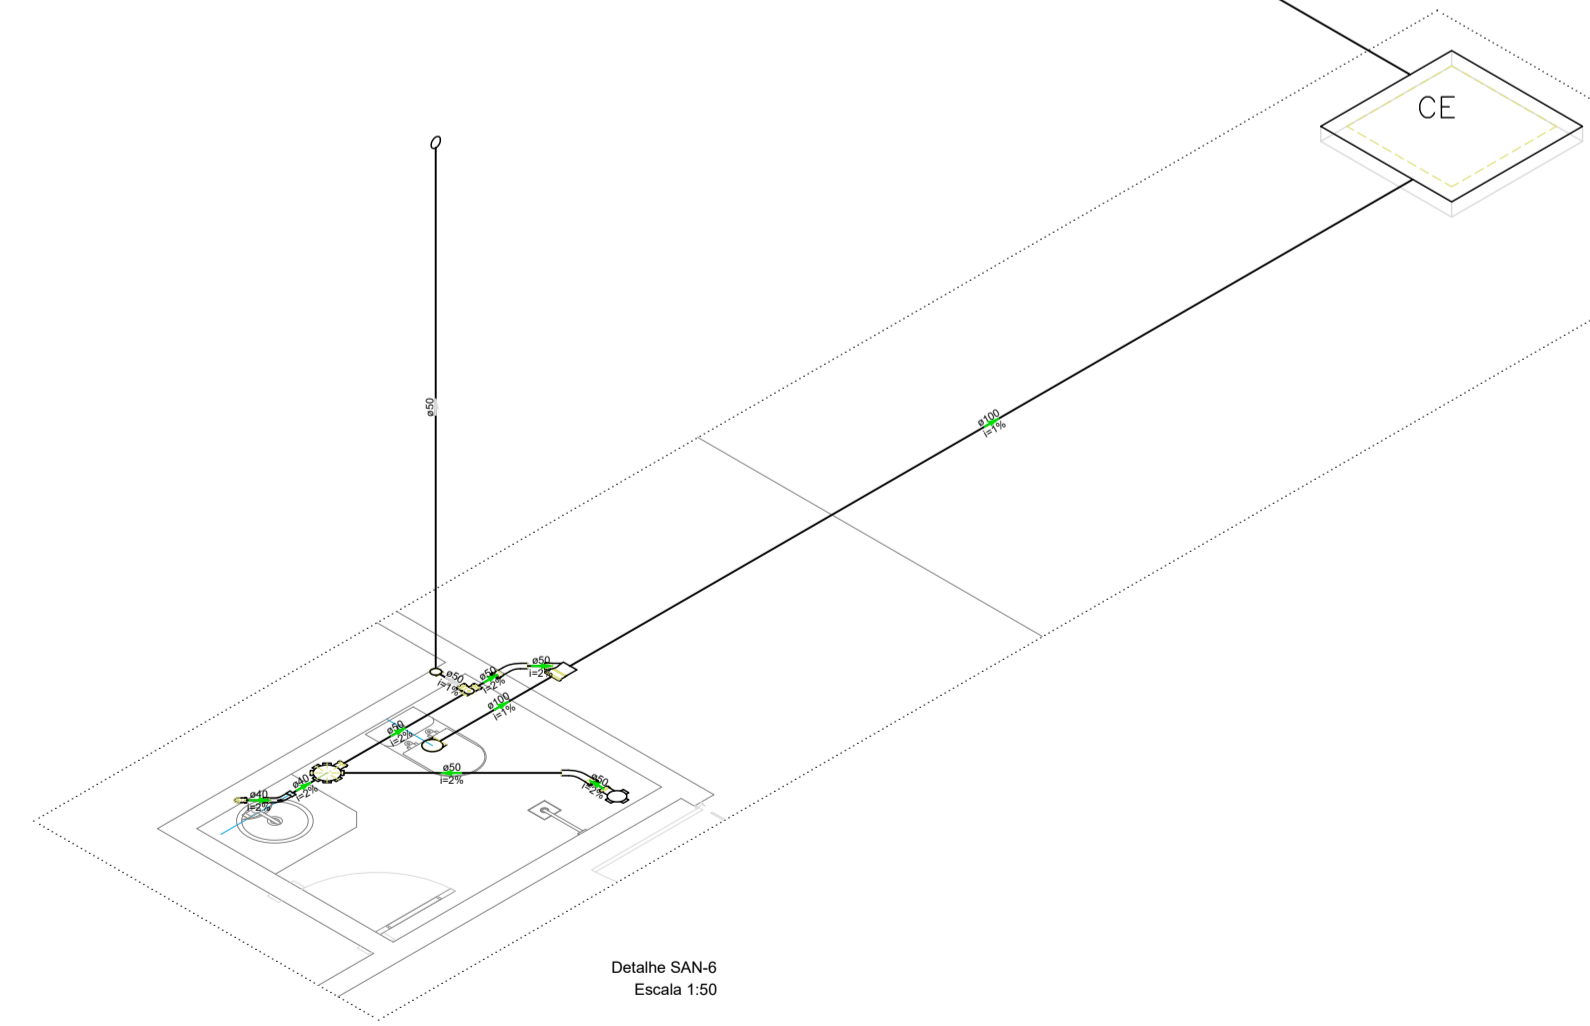 CE
ø50
ø100
i=1%
ø50
i=2%
ø50
i=2%
ø50
i=1%
ø100
i=1%
ø50
i=2%
ø50
i=2%
ø50
i=2%
ø40
i=2%
ø40
i=2%
Detalhe SAN-6
Escala 1:50